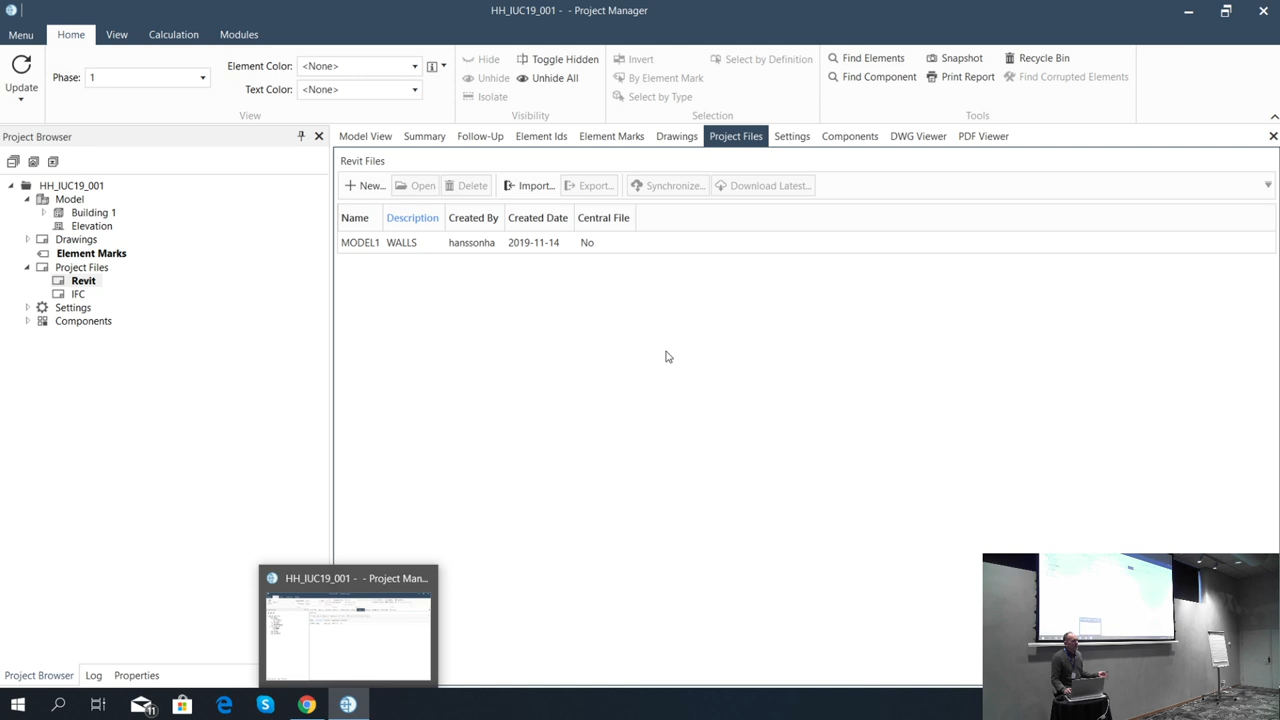 HH_IUC19_001 - - Project Manager
Menu Home View Calculation Modules
Update
Phase: 1
Element Color: <None>
Text Color: <None>
View
Hide Toggle Hidden
Unhide Unhide All
Isolate
Visibility
Invert Select by Definition
By Element Mark
Select by Type
Selection
Find Elements Snapshot Recycle Bin
Find Component Print Report Find Corrupted Elements
Tools
Project Browser
Model View Summary Follow-Up Element Ids Element Marks Drawings Project Files Settings Components DWG Viewer PDF Viewer
HH_IUC19_001
Model
Building 1
Elevation
Drawings
Element Marks
Project Files
Revit
IFC
Settings
Components
Revit Files
New... Open Delete Import... Export... Synchronize... Download Latest...
Name Description Created By Created Date Central File
MODEL1 WALLS hanssonha 2019-11-14 No
HH_IUC19_001 - - Project Man...
Project Browser Log Properties
11